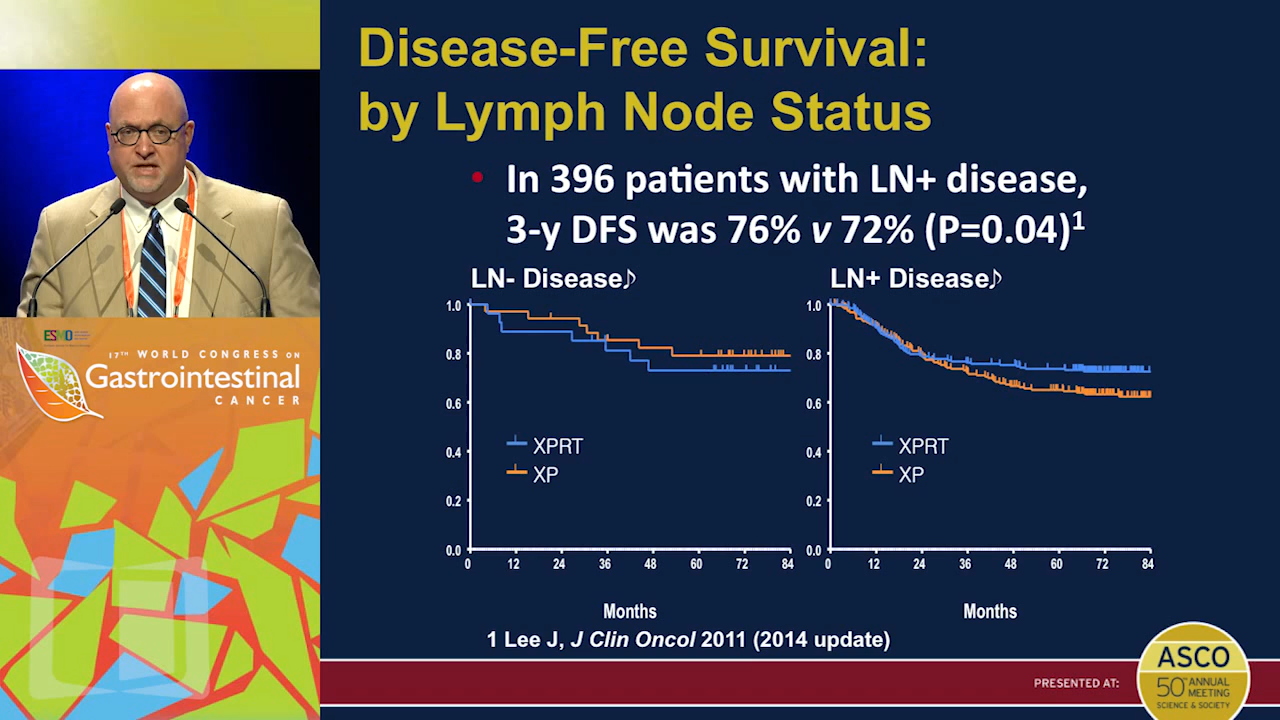 Disease-Free Survival:
by Lymph Node Status
• In 396 patients with LN+ disease,
3-y DFS was 76% v 72% (P=0.04)1
LN- Disease♪
1.0
0.8
0.6
0.4
0.2
0.0
XPRT
XP
0 12 24 36 48 60 72 84
Months
LN+ Disease♪
1.0
0.8
0.6
0.4
0.2
0.0
XPRT
XP
0 12 24 36 48 60 72 84
Months
1 Lee J, J Clin Oncol 2011 (2014 update)
PRESENTED AT:
ASCO
50TH ANNUAL
MEETING
SCIENCE & SOCIETY
ESMO
17TH WORLD CONGRESS ON
Gastrointestinal
CANCER